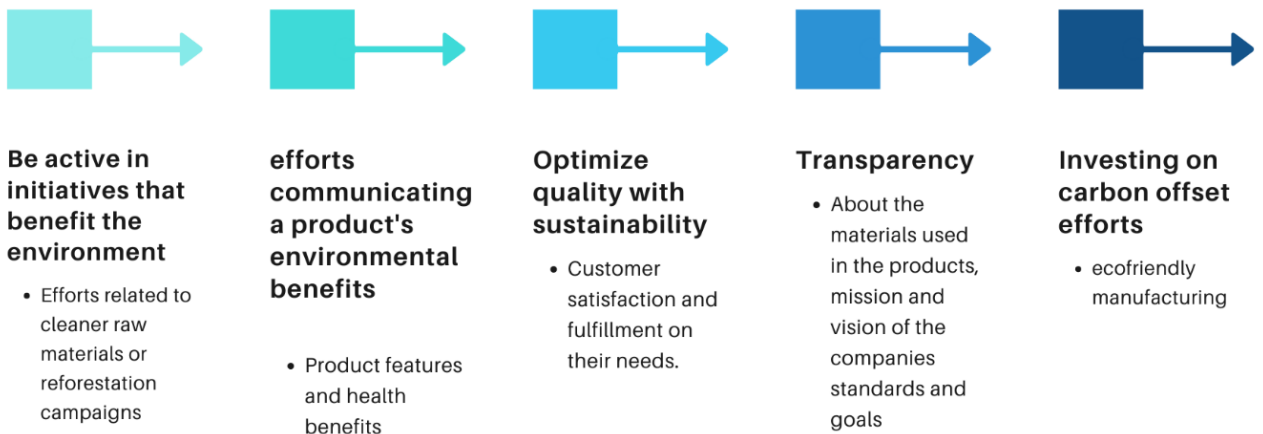 Be active in
initiatives that
benefit the
environment
• Efforts related to
cleaner raw
materials or
reforestation
campaigns
efforts
communicating
a product's
environmental
benefits
• Product features
and health
benefits
Optimize
quality with
sustainability
• Customer
satisfaction and
fulfillment on
their needs.
Transparency
• About the
materials used
in the products,
mission and
vision of the
companies
standards and
goals
Investing on
carbon offset
efforts
• ecofriendly
manufacturing